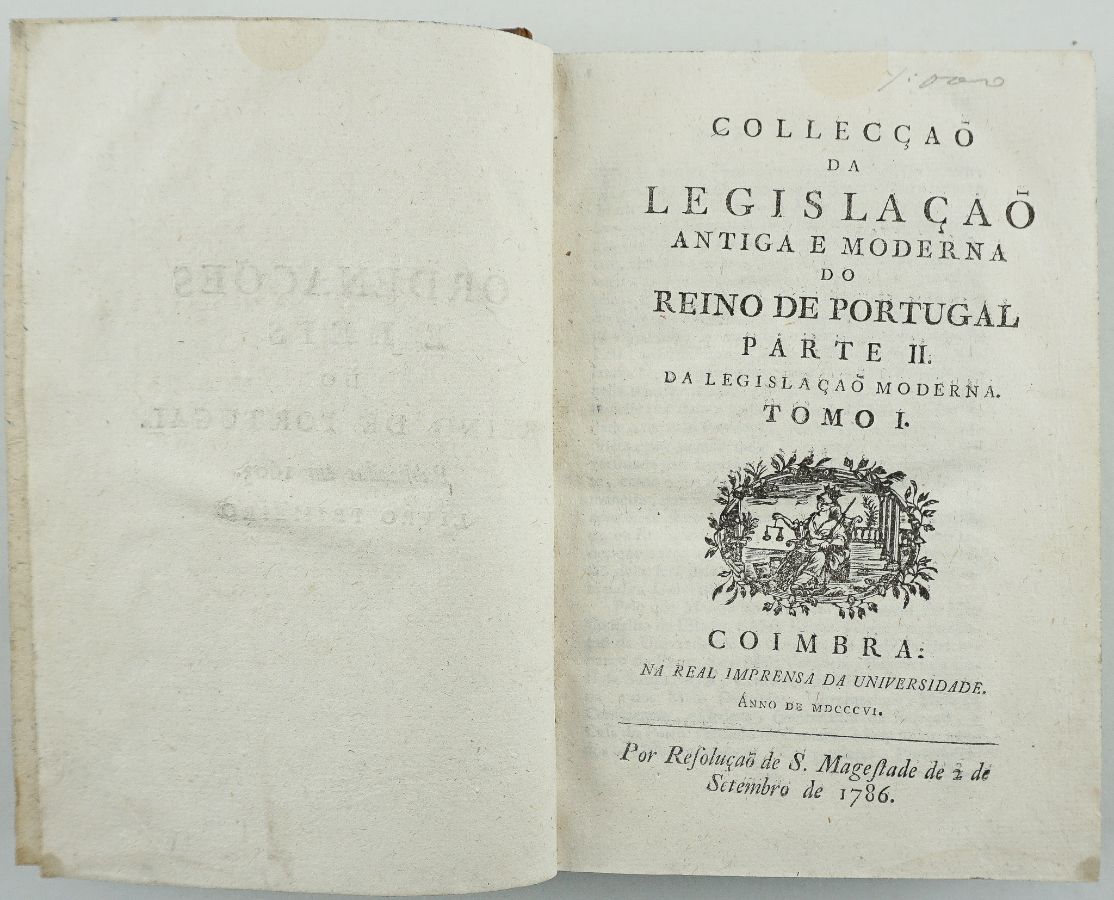 COLLECÇAÕ
DA
LEGISLAÇAÕ
ANTIGA E MODERNA
DO
REINO DE PORTUGAL
PARTE II.
DA LEGISLAÇAÕ MODERNA.
TOMO I.
COIMBRA:
NA REAL IMPRENSA DA UNIVERSIDADE.
ANNO DE MDCCCVI.
Por Reſoluçaõ de S. Mageſtade de 2 de
Setembro de 1786.